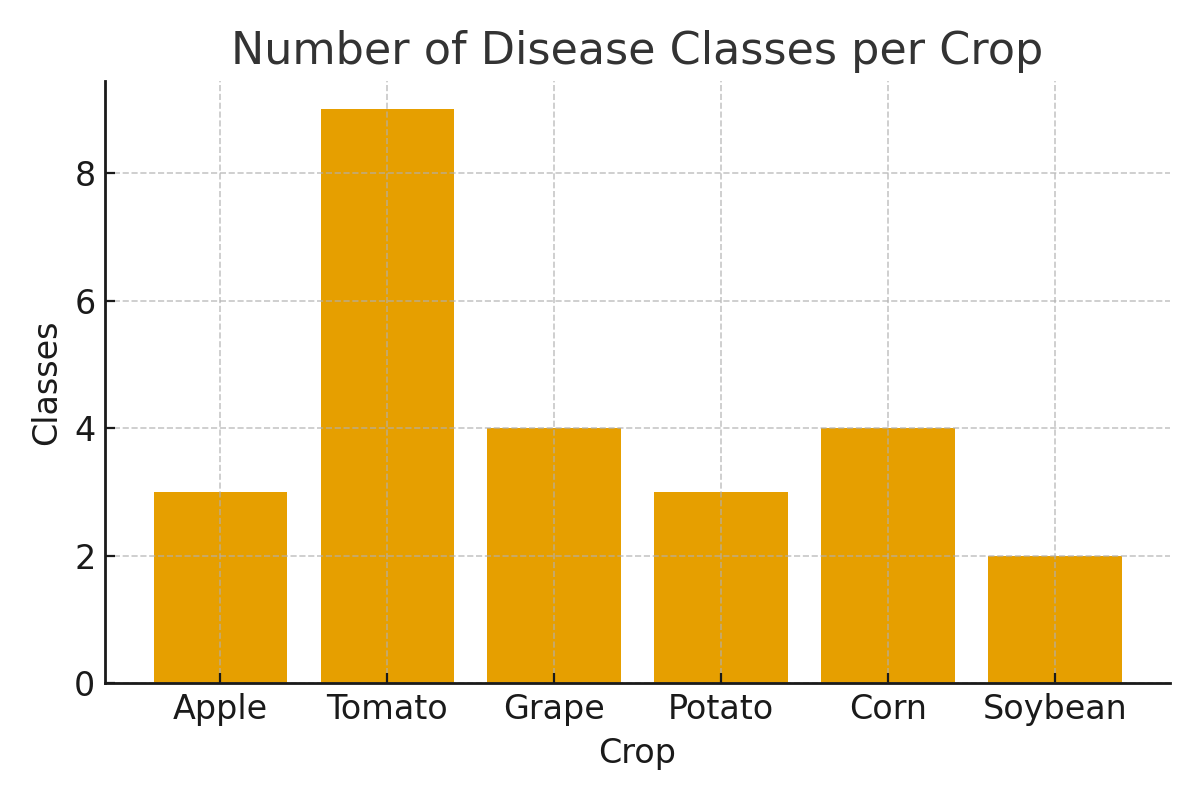 Number of Disease Classes per Crop
Classes
8
6
4
2
0
Apple Tomato Grape Potato Corn Soybean
Crop